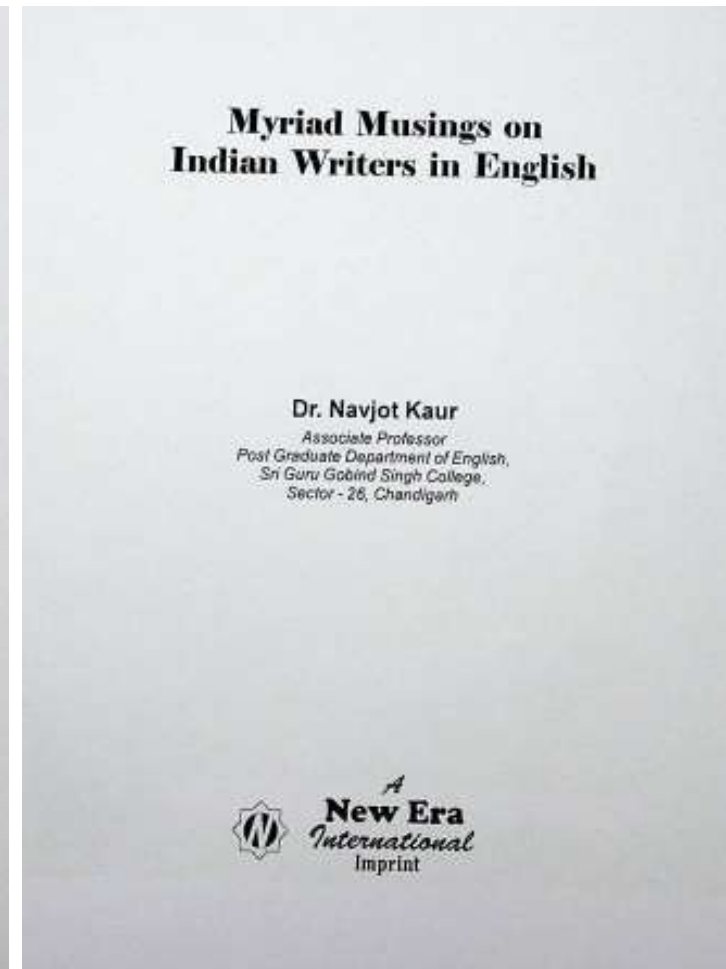 Myriad Musings on
Indian Writers in English
Dr. Navjot Kaur
Associate Professor
Post Graduate Department of English,
Sri Guru Gobind Singh College,
Sector - 26, Chandigarh
A
New Era
International
Imprint
N